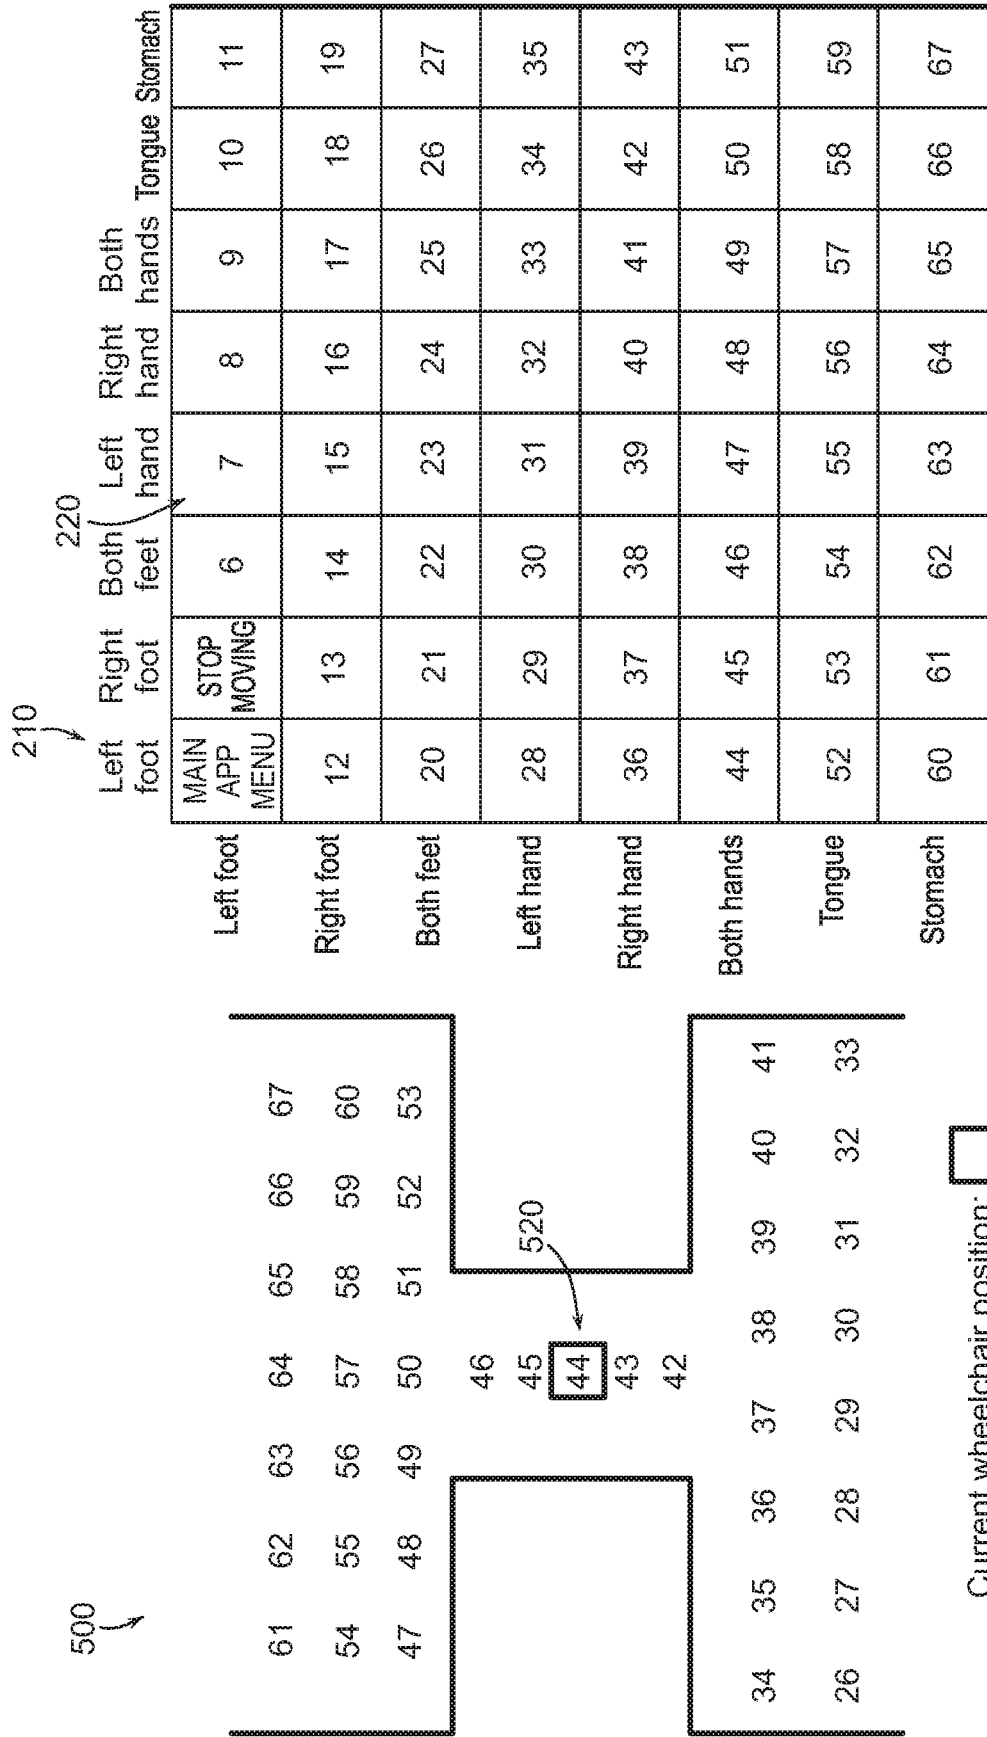 500
61 62 63 64 65 66 67
54 55 56 57 58 59 60
47 48 49 50 51 52 53
46
45
520
44
43
42
34 35 36 37 38 39 40 41
26 27 28 29 30 31 32 33
Current wheelchair position:
210
220
Left foot Right foot Both feet Left hand Right hand Both hands Tongue Stomach
Left foot MAIN APP MENU STOP MOVING 6 7 8 9 10 11
Right foot 12 13 14 15 16 17 18 19
Both feet 20 21 22 23 24 25 26 27
Left hand 28 29 30 31 32 33 34 35
Right hand 36 37 38 39 40 41 42 43
Both hands 44 45 46 47 48 49 50 51
Tongue 52 53 54 55 56 57 58 59
Stomach 60 61 62 63 64 65 66 67